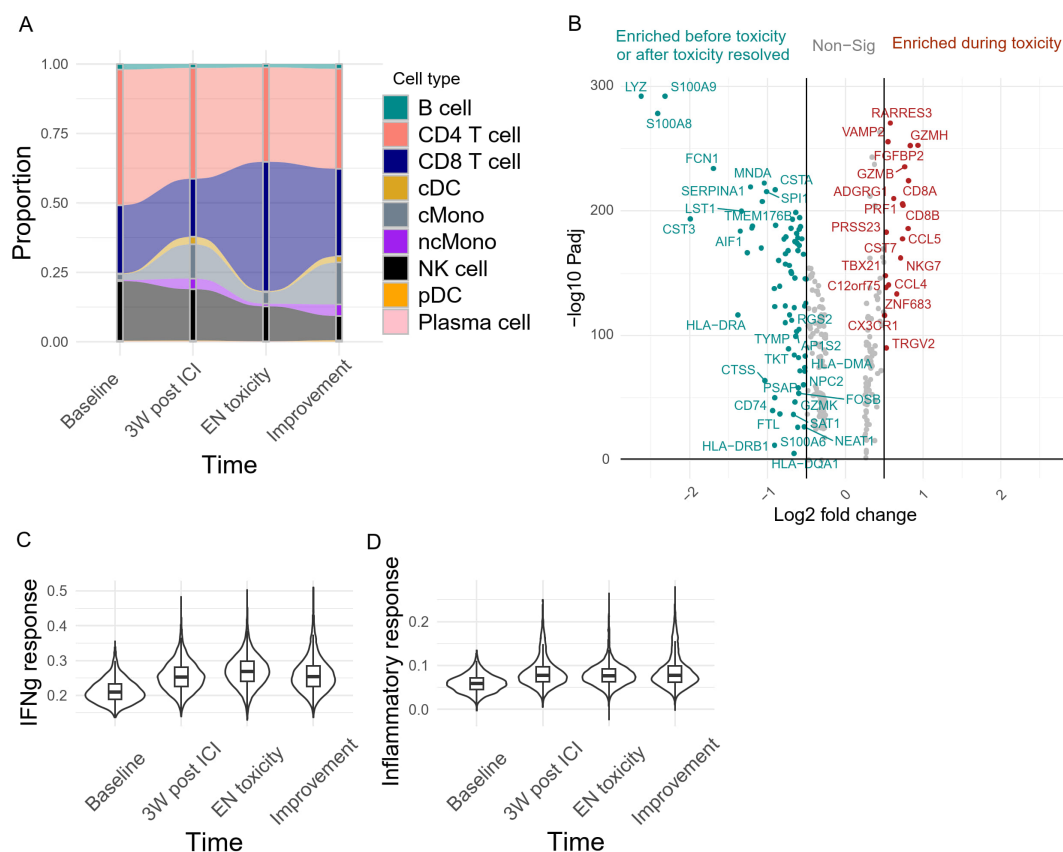 A
Proportion
1.00
0.75
0.50
0.25
0.00
Baseline
3W post ICI
EN toxicity
Improvement
Time
Cell type
B cell
CD4 T cell
CD8 T cell
cDC
cMono
ncMono
NK cell
pDC
Plasma cell
B
Enriched before toxicity
or after toxicity resolved
Non-Sig
Enriched during toxicity
−log10 Padj
300
200
100
0
LYZ
S100A9
S100A8
FCN1
MNDA
CSTA
SERPINA1
SPI1
LST1
TMEM176B
CST3
AIF1
HLA-DRA
RGS2
TYMP
AP1S2
TKT
HLA-DMA
CTSS
PSAP
NPC2
FOSB
CD74
GZMK
FTL
SAT1
HLA-DRB1
S100A6
NEAT1
HLA-DQA1
RARRES3
VAMP2
GZMH
FGFBP2
GZMB
ADGRG1
CD8A
PRF1
CD8B
PRSS23
CCL5
CST7
TBX21
NKG7
C12orf75
CCL4
ZNF683
CX3CR1
TRGV2
-2
-1
0
1
2
Log2 fold change
C
IFNg response
0.5
0.4
0.3
0.2
Baseline
3W post ICI
EN toxicity
Improvement
Time
D
Inflammatory response
0.2
0.1
0.0
Baseline
3W post ICI
EN toxicity
Improvement
Time